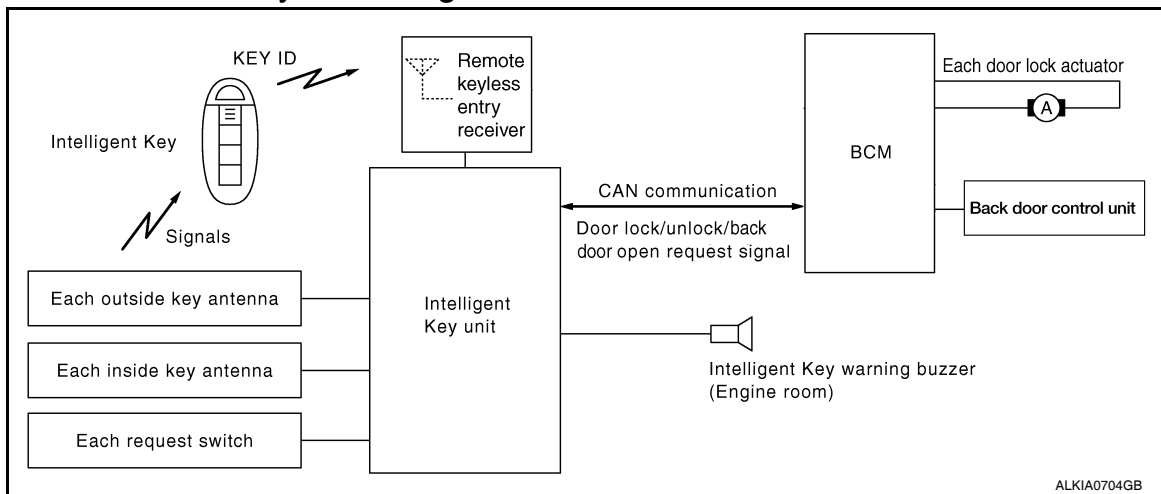 KEY ID
Remote
keyless
entry
receiver
Intelligent Key
Signals
Each door lock actuator
A
BCM
CAN communication
Back door control unit
Door lock/unlock/back
door open request signal
Each outside key antenna
Intelligent
Key unit
Each inside key antenna
Intelligent Key warning buzzer
(Engine room)
Each request switch
ALKIA0704GB